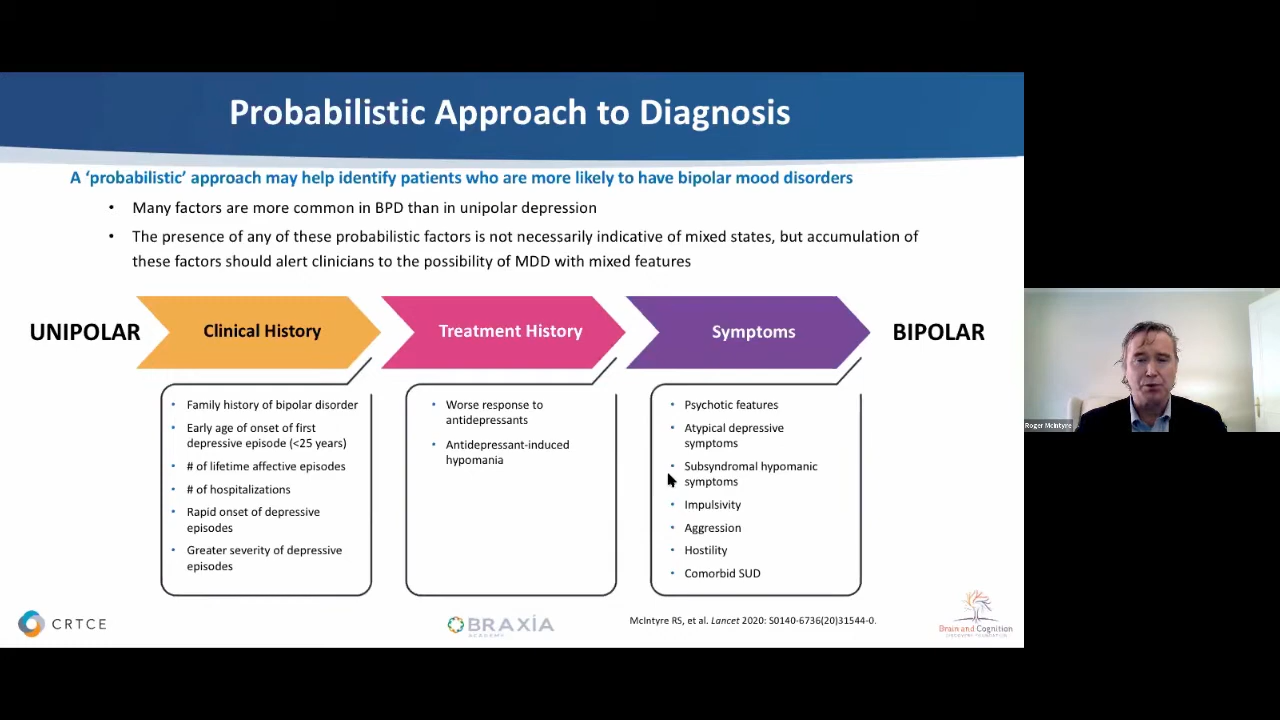 Probabilistic Approach to Diagnosis
A ‘probabilistic’ approach may help identify patients who are more likely to have bipolar mood disorders
• Many factors are more common in BPD than in unipolar depression
• The presence of any of these probabilistic factors is not necessarily indicative of mixed states, but accumulation of
these factors should alert clinicians to the possibility of MDD with mixed features
UNIPOLAR
Clinical History
Treatment History
Symptoms
BIPOLAR
• Family history of bipolar disorder
• Early age of onset of first
depressive episode (<25 years)
• # of lifetime affective episodes
• # of hospitalizations
• Rapid onset of depressive
episodes
• Greater severity of depressive
episodes
• Worse response to
antidepressants
• Antidepressant-induced
hypomania
• Psychotic features
• Atypical depressive
symptoms
• Subsyndromal hypomanic
symptoms
• Impulsivity
• Aggression
• Hostility
• Comorbid SUD
Roger McIntyre
CRTCE
BRAXIA
ACADEMY
McIntyre RS, et al. Lancet 2020: S0140-6736(20)31544-0.
Brain and Cognition